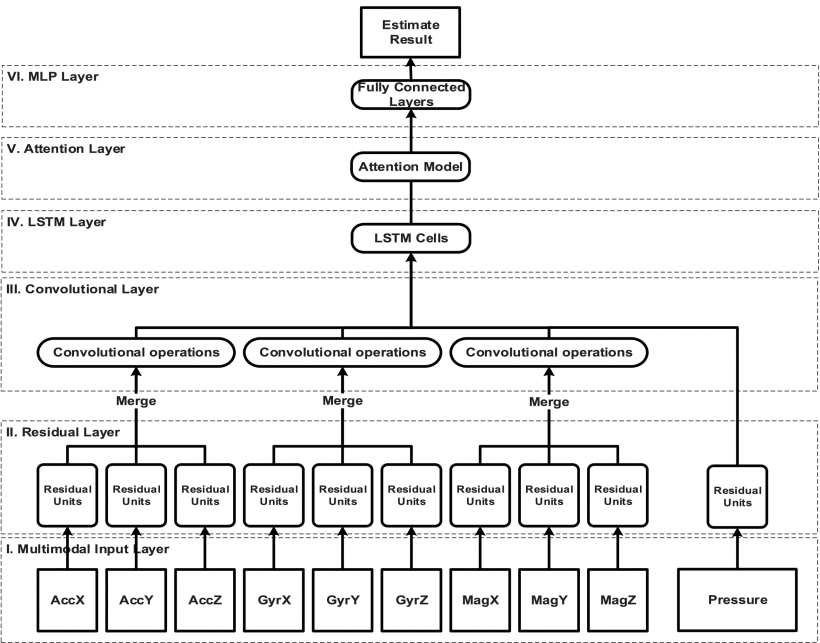 Estimate
Result
VI. MLP Layer
Fully Connected
Layers
V. Attention Layer
Attention Model
IV. LSTM Layer
LSTM Cells
III. Convolutional Layer
Convolutional operations
Convolutional operations
Convolutional operations
Merge
Merge
Merge
II. Residual Layer
Residual
Units
Residual
Units
Residual
Units
Residual
Units
Residual
Units
Residual
Units
Residual
Units
Residual
Units
Residual
Units
Residual
Units
I. Multimodal Input Layer
AccX
AccY
AccZ
GyrX
GyrY
GyrZ
MagX
MagY
MagZ
Pressure